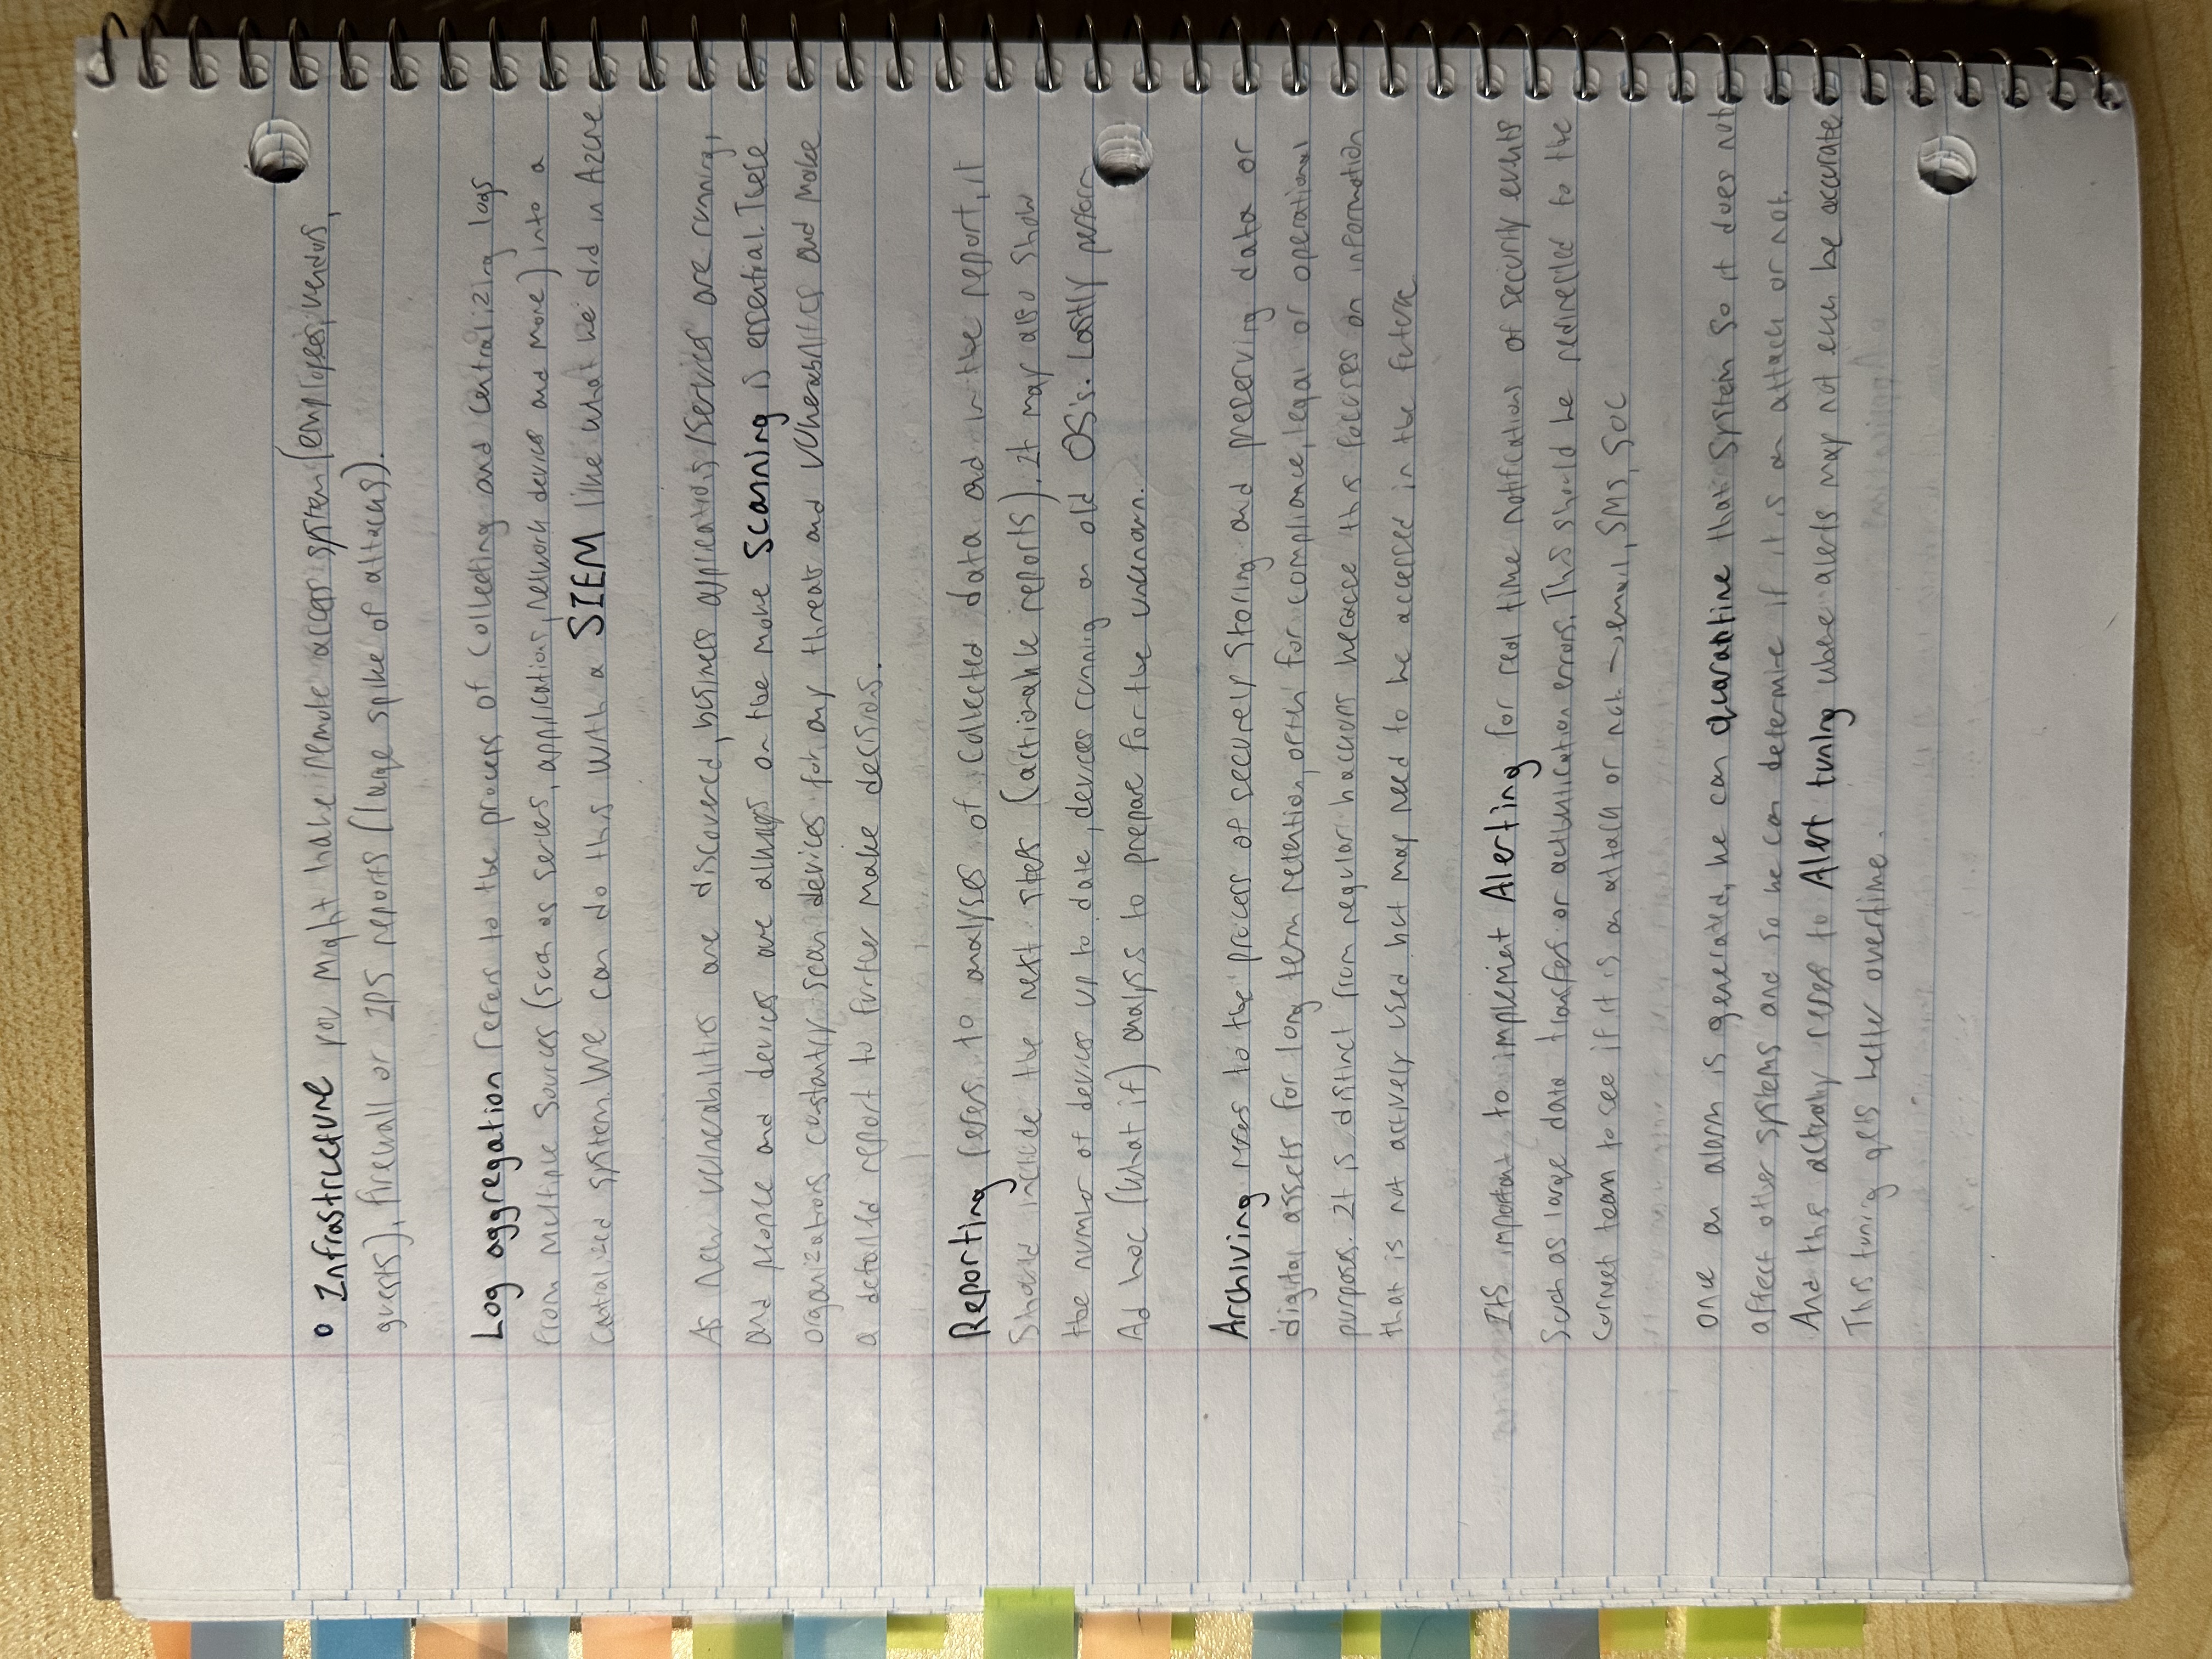 Infrastructure you might have remote access system (employees, vendors,
guests), firewall or IPS reports (large spike of attacks).
Log aggregation refers to the process of collecting and centralizing logs
from multiple sources (such as servers, applications, network devices and more) into a
centralized system. We can do this with a SIEM like what we did in Azure
As new vulnerabilities are discovered, business applications/services are running,
and people and devices are always on the move scanning is essential. These
organizations constantly scan devices for any threats and vulnerabilities and make
a detailed report to further make decisions.
Reporting refers to analyses of collected data and in the report, it
should include the next steps (actionable reports). It may also show
the number of devices up to date, devices running on old OS's. Lastly perform
Ad hoc (what if) analysis to prepare for the unknown.
Archiving refers to the process of securely storing and preserving data or
digital assets for long term retention, often for compliance, legal or operational
purposes. It is distinct from regular backups because this focuses on information
that is not actively used but may need to be accessed in the future
Its important to implement Alerting for real time notifications of security events
such as large data transfers or authentication errors. This should be redirected to the
correct team to see if it is an attack or not → email, SMS, SOC
once an alarm is generated, we can quarantine that system so it does not
affect other systems and so we can determine if it is an attack or not.
And this actually refers to Alert tuning where alerts may not even be accurate
This tuning gets better overtime.